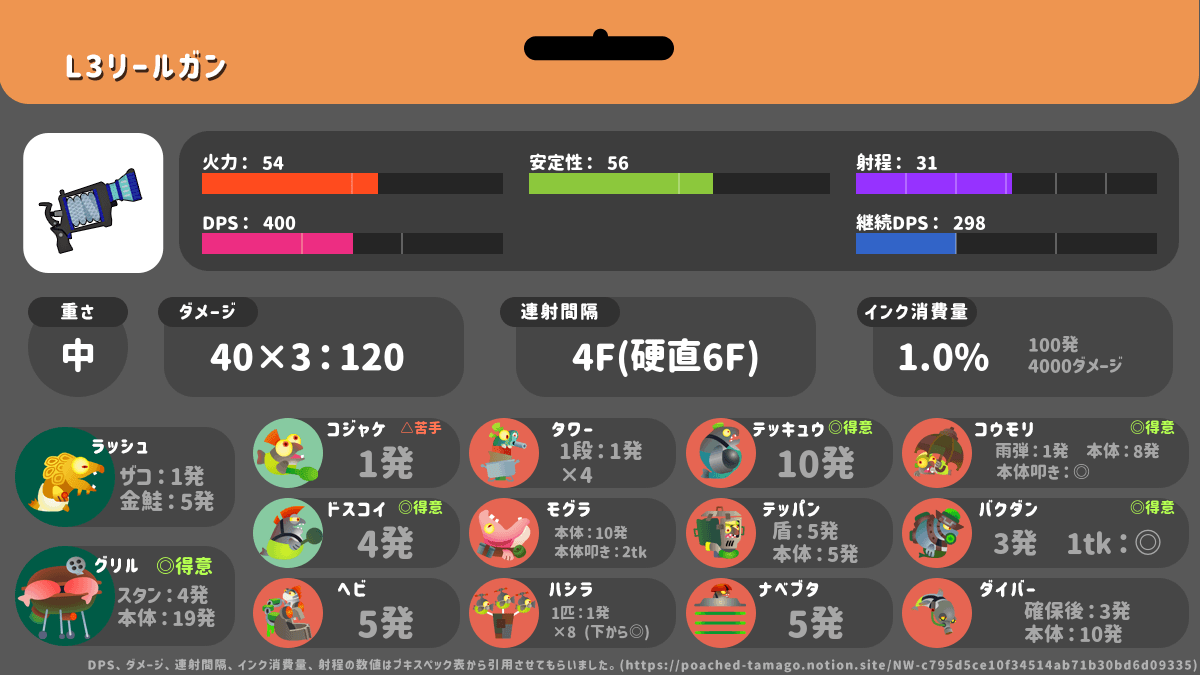 L3リールガン
火力： 54
安定性： 56
射程： 31
DPS： 400
継続DPS： 298
重さ
中
ダメージ
40×3：120
連射間隔
4F(硬直6F)
インク消費量
1.0%
100発
4000ダメージ
ラッシュ
ザコ：1発
金鮭：5発
グリル ◎得意
スタン：4発
本体：19発
コジャケ △苦手
1発
タワー
1段：1発
×4
テッキュウ ◎得意
10発
コウモリ ◎得意
雨弾：1発 本体：8発
本体叩き：◎
ドスコイ ◎得意
4発
モグラ
本体：10発
本体叩き：2tk
テッパン
盾：5発
本体：5発
バクダン ◎得意
3発 1tk：◎
ヘビ
5発
ハシラ
1匹：1発
×8 (下から◎)
ナベブタ
5発
ダイバー
確保後：3発
本体：10発
DPS、ダメージ、連射間隔、インク消費量、射程の数値はブキスペック表から引用させてもらいました。(https://poached-tamago.notion.site/NW-c795d5ce10f34514ab71b30bd6d09335)